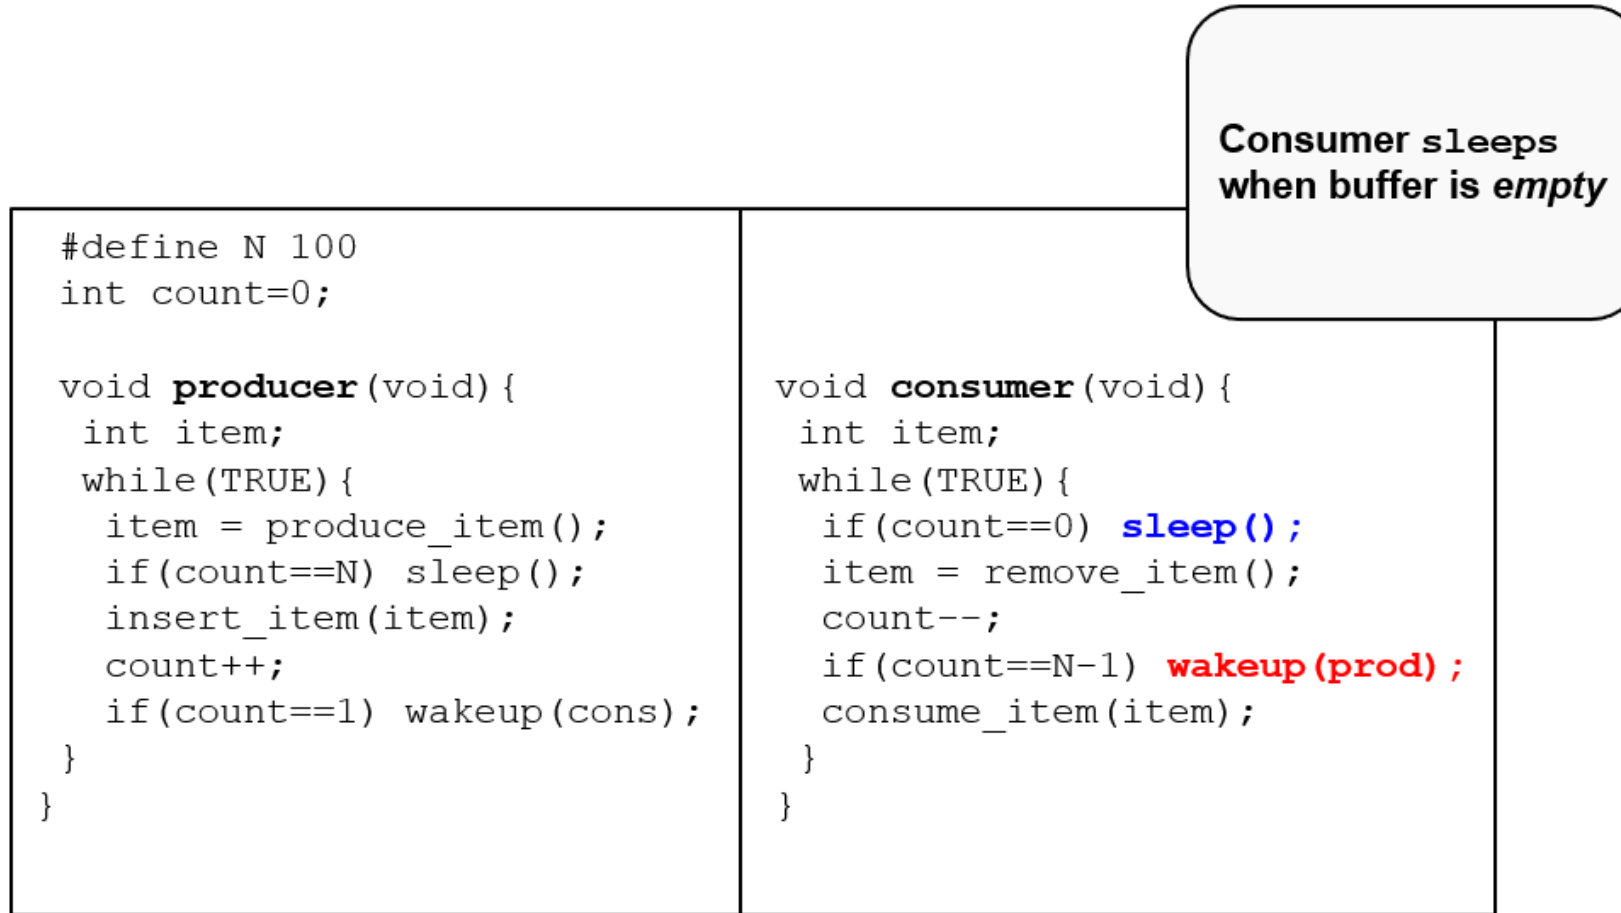 Consumer sleeps
when buffer is empty
#define N 100
int count=0;
void producer(void){
int item;
while(TRUE){
item = produce_item();
if(count==N) sleep();
insert_item(item);
count++;
if(count==1) wakeup(cons);
}
}
void consumer(void){
int item;
while(TRUE){
if(count==0) sleep();
item = remove_item();
count--;
if(count==N-1) wakeup(prod);
consume_item(item);
}
}